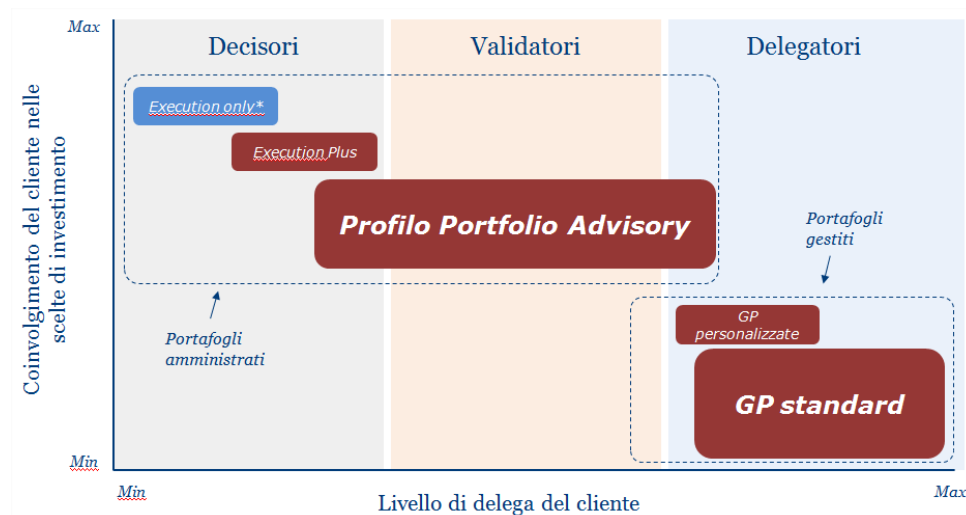 Max
Decisori
Validatori
Delegatori
Execution only*
Execution Plus
Profilo Portfolio Advisory
Portafogli
gestiti
GP
personalizzate
GP standard
Portafogli
amministrati
Coinvolgimento del cliente nelle
scelte di investimento
Min
Min
Livello di delega del cliente
Max